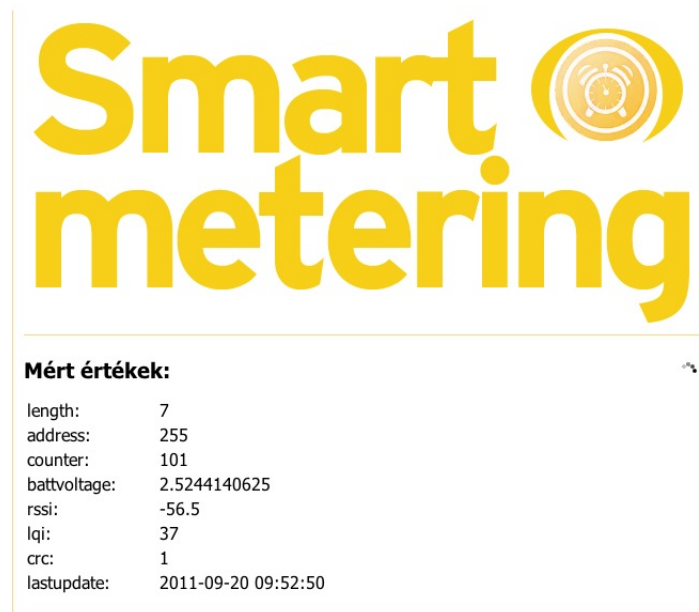 Smart
metering
Mért értékek:
length: 7
address: 255
counter: 101
battvoltage: 2.5244140625
rssi: -56.5
lqi: 37
crc: 1
lastupdate: 2011-09-20 09:52:50